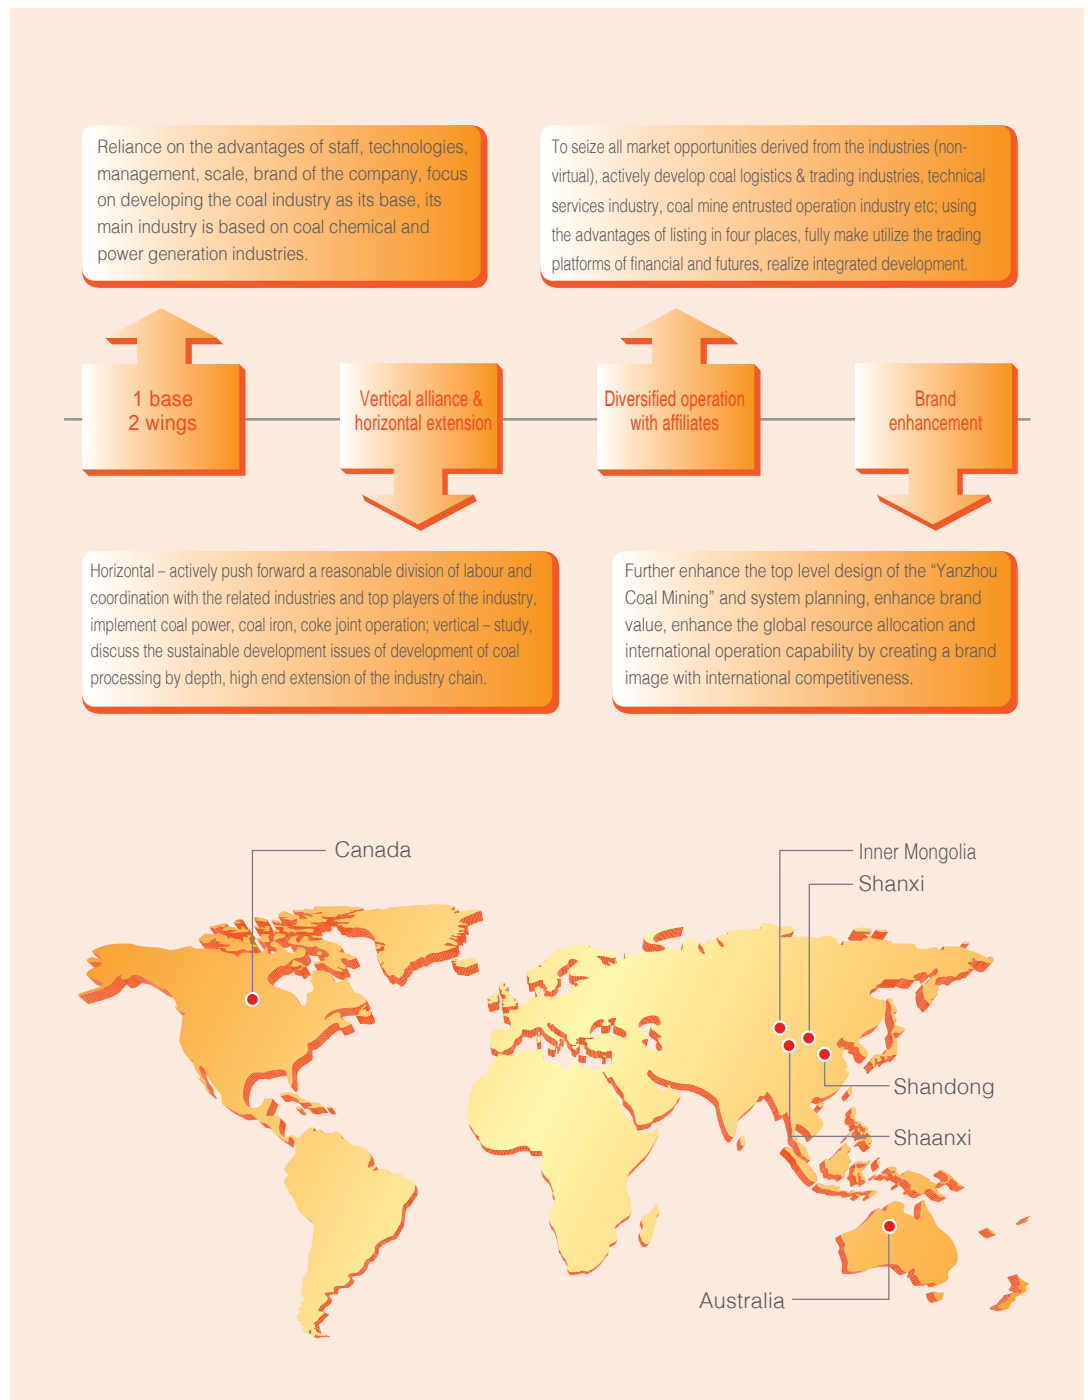 Reliance on the advantages of staff, technologies,
management, scale, brand of the company, focus
on developing the coal industry as its base, its
main industry is based on coal chemical and
power generation industries.
To seize all market opportunities derived from the industries (non-
virtual), actively develop coal logistics & trading industries, technical
services industry, coal mine entrusted operation industry etc; using
the advantages of listing in four places, fully make utilize the trading
platforms of financial and futures, realize integrated development.
1 base
2 wings
Vertical alliance &
horizontal extension
Diversified operation
with affiliates
Brand
enhancement
Horizontal – actively push forward a reasonable division of labour and
coordination with the related industries and top players of the industry,
implement coal power, coal iron, coke joint operation; vertical – study,
discuss the sustainable development issues of development of coal
processing by depth, high end extension of the industry chain.
Further enhance the top level design of the “Yanzhou
Coal Mining” and system planning, enhance brand
value, enhance the global resource allocation and
international operation capability by creating a brand
image with international competitiveness.
Canada
Inner Mongolia
Shanxi
Shandong
Shaanxi
Australia